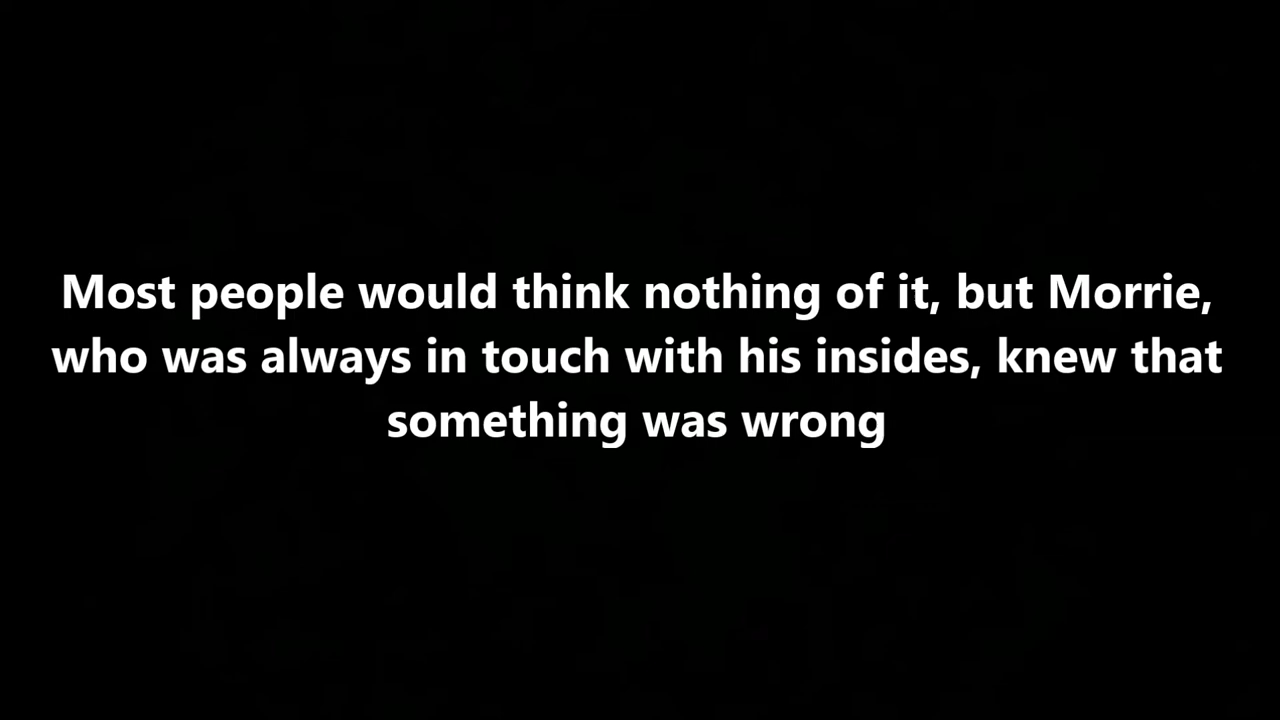 Most people would think nothing of it, but Morrie,
who was always in touch with his insides, knew that
something was wrong